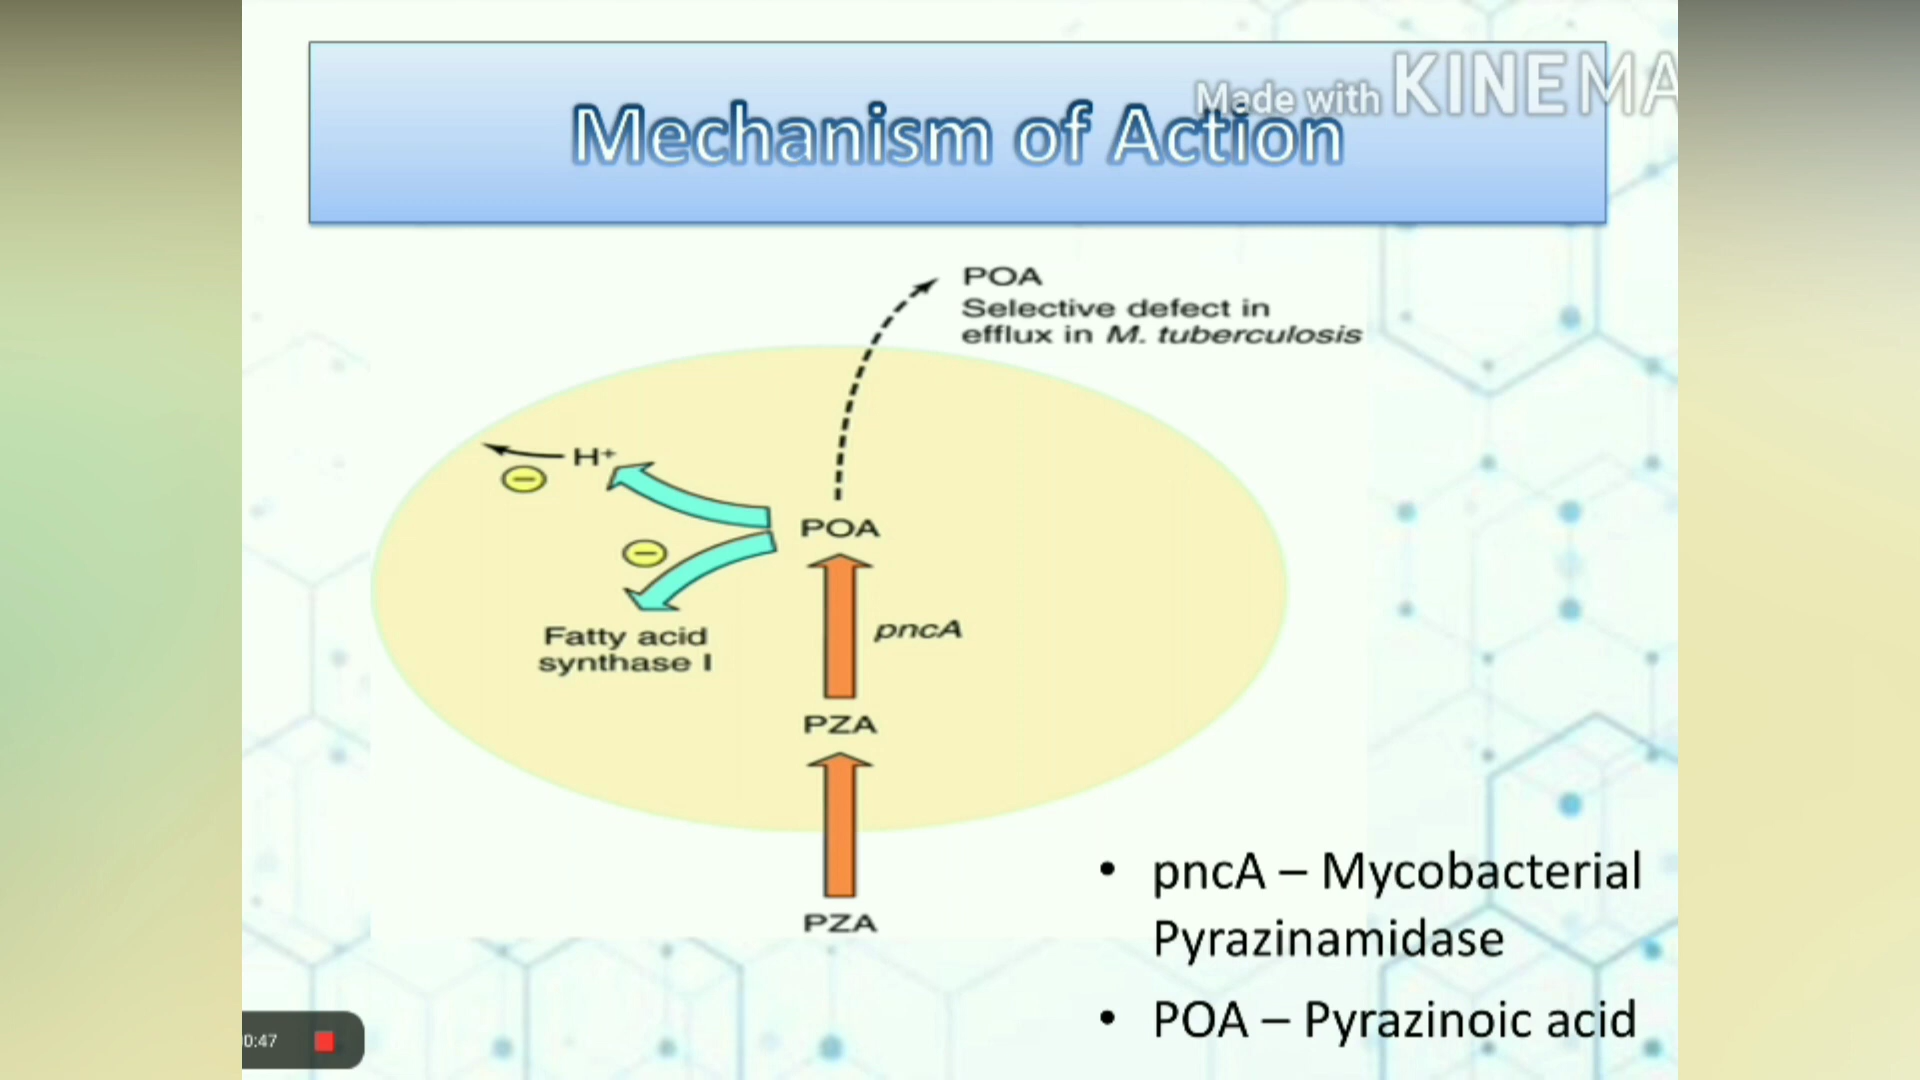 Made with KINEMA
Mechanism of Action
POA
Selective defect in
efflux in M. tuberculosis
H+
−
POA
−
Fatty acid
synthase I
pncA
PZA
PZA
• pncA – Mycobacterial
Pyrazinamidase
• POA – Pyrazinoic acid
0:47